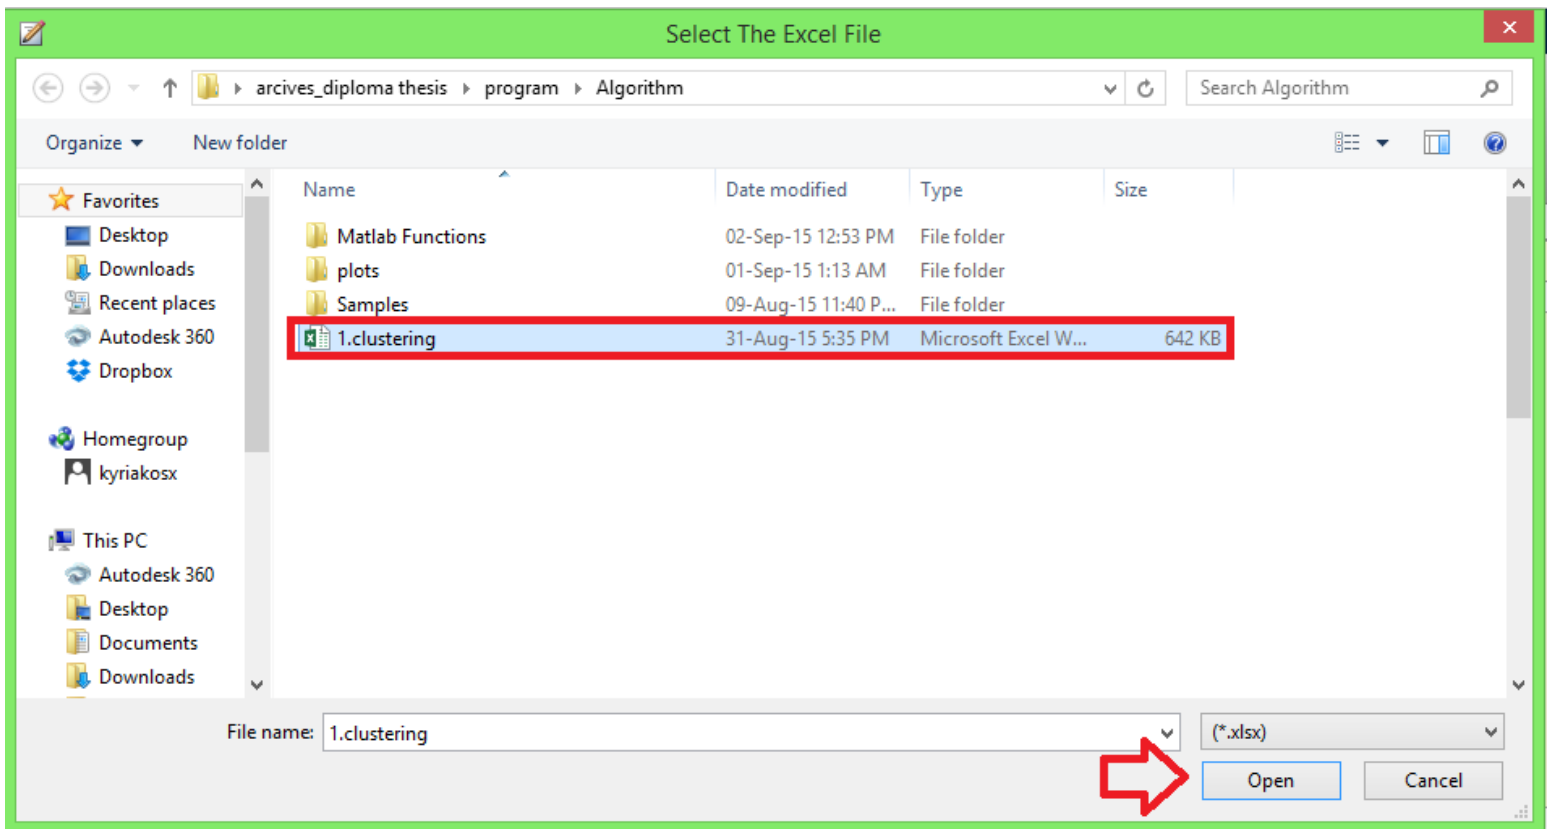 Select The Excel File
arcives_diploma thesis program Algorithm
Search Algorithm
Organize
New folder
Name Date modified Type Size
Favorites
Desktop
Downloads
Recent places
Autodesk 360
Dropbox
Homegroup
kyriakosx
This PC
Autodesk 360
Desktop
Documents
Downloads
Matlab Functions 02-Sep-15 12:53 PM File folder
plots 01-Sep-15 1:13 AM File folder
Samples 09-Aug-15 11:40 P... File folder
1.clustering 31-Aug-15 5:35 PM Microsoft Excel W... 642 KB
File name: 1.clustering (*.xlsx)
Open Cancel